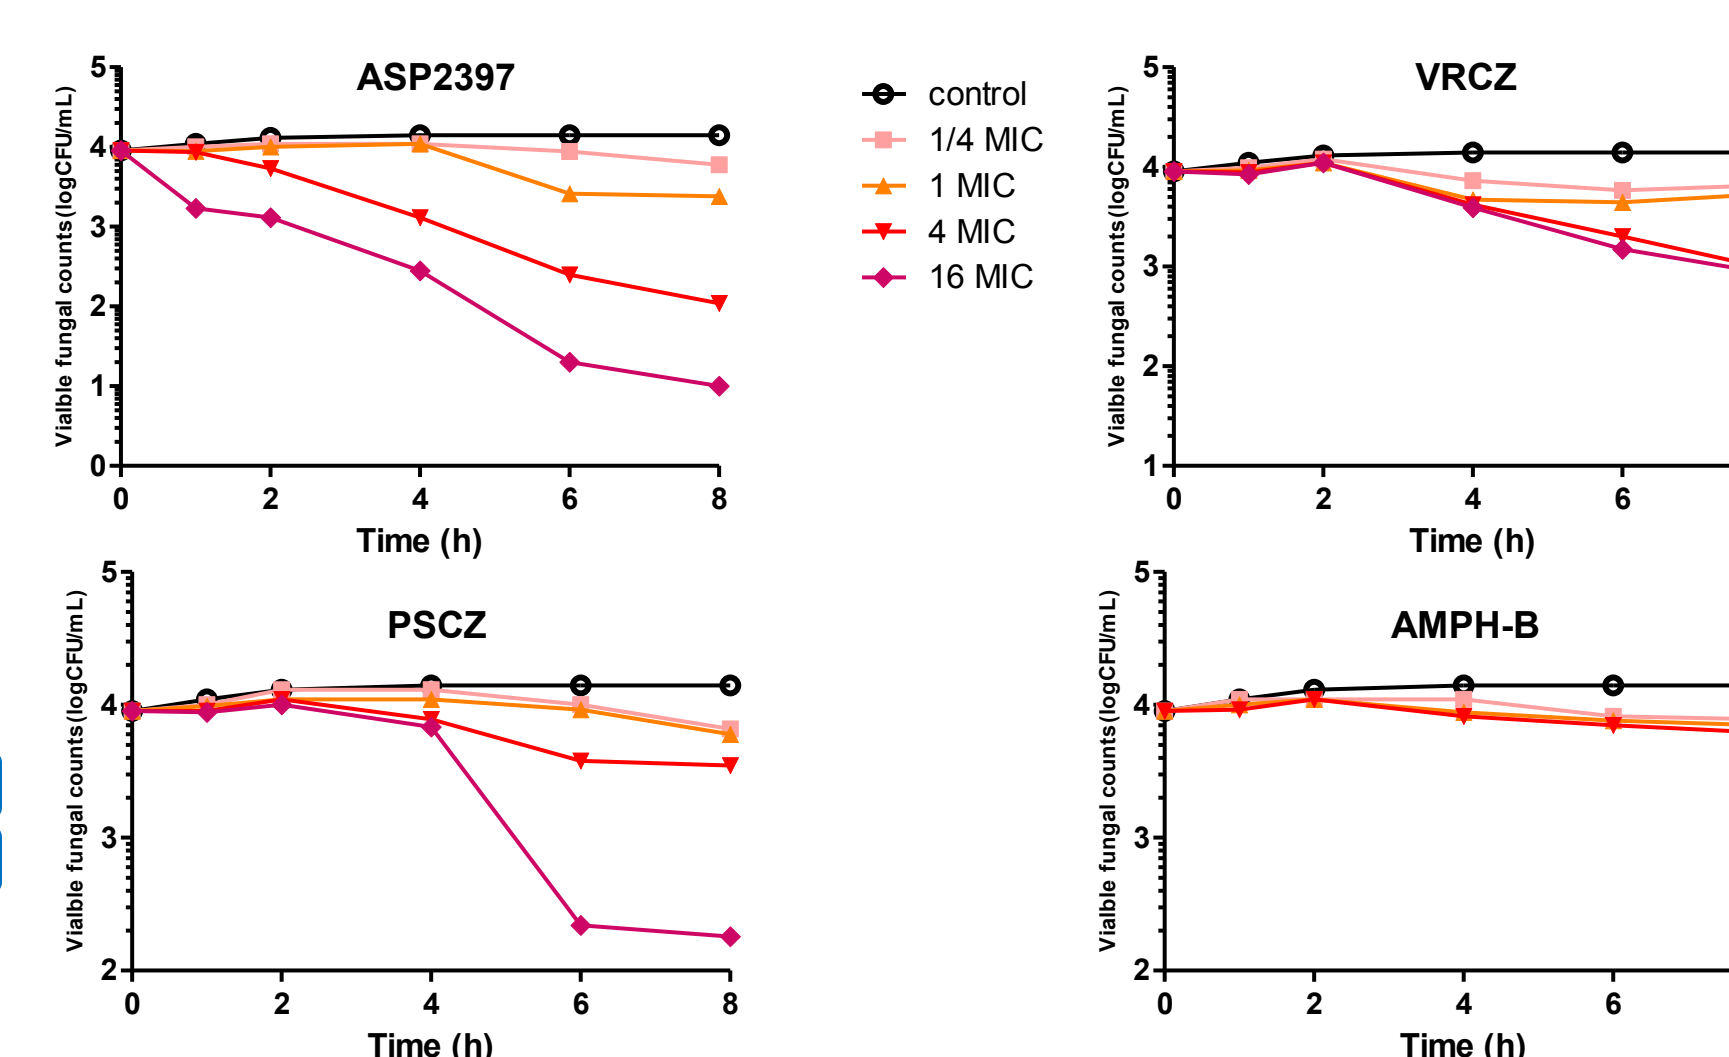 ASP2397
5
4
3
2
1
0
Vialble fungal counts(logCFU/mL)
0 2 4 6 8
Time (h)
control
1/4 MIC
1 MIC
4 MIC
16 MIC
VRCZ
5
4
3
2
1
Vialble fungal counts(logCFU/mL)
0 2 4 6
Time (h)
PSCZ
5
4
3
2
Vialble fungal counts(logCFU/mL)
0 2 4 6 8
Time (h)
AMPH-B
5
4
3
2
Vialble fungal counts(logCFU/mL)
0 2 4 6
Time (h)